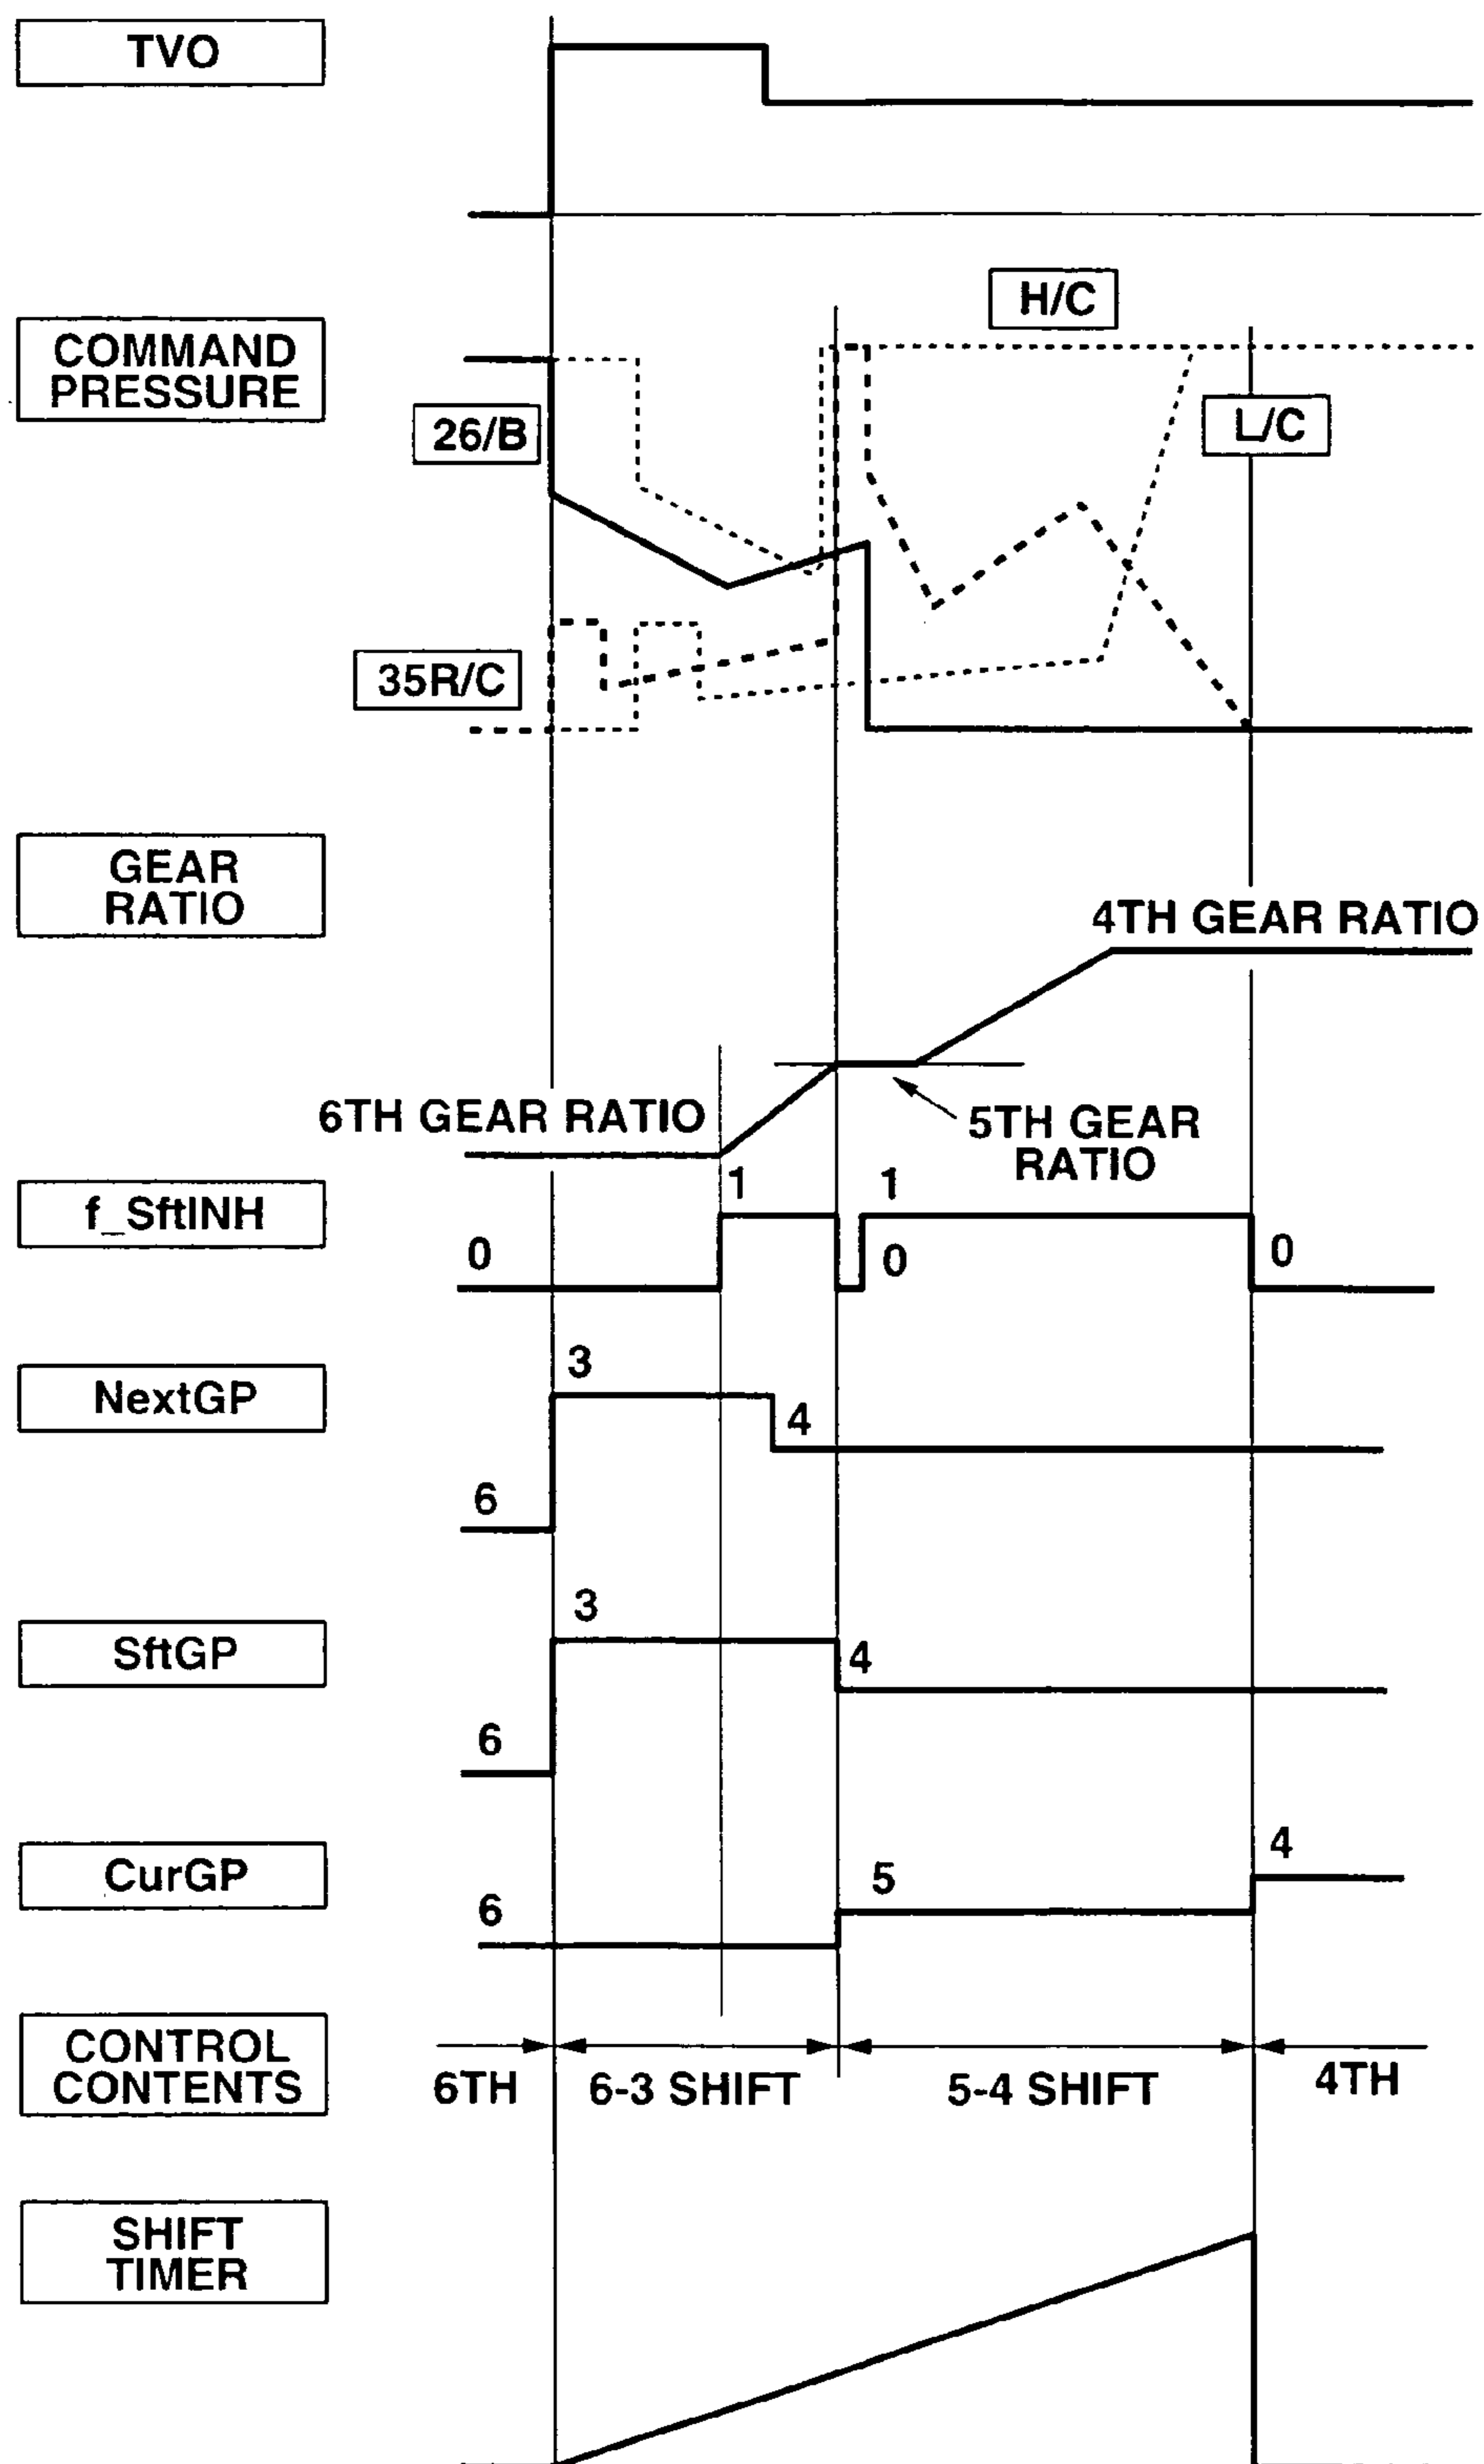 TVO
H/C
COMMAND
PRESSURE
L/C
26/B
35R/C
GEAR
RATIO
4TH GEAR RATIO
6TH GEAR RATIO
5TH GEAR
RATIO
f_SftINH
0
1
1
0
0
NextGP
3
4
6
SftGP
3
4
6
CurGP
6
5
4
CONTROL
CONTENTS
6TH
6-3 SHIFT
5-4 SHIFT
4TH
SHIFT
TIMER